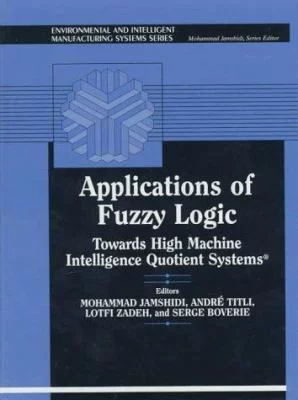 ENVIRONMENTAL AND INTELLIGENT
MANUFACTURING SYSTEMS SERIES
Mohammad Jamshidi, Series Editor
Applications of
Fuzzy Logic
Towards High Machine
Intelligence Quotient Systems®
Editors
MOHAMMAD JAMSHIDI, ANDRÉ TITLI,
LOTFI ZADEH, and SERGE BOVERIE